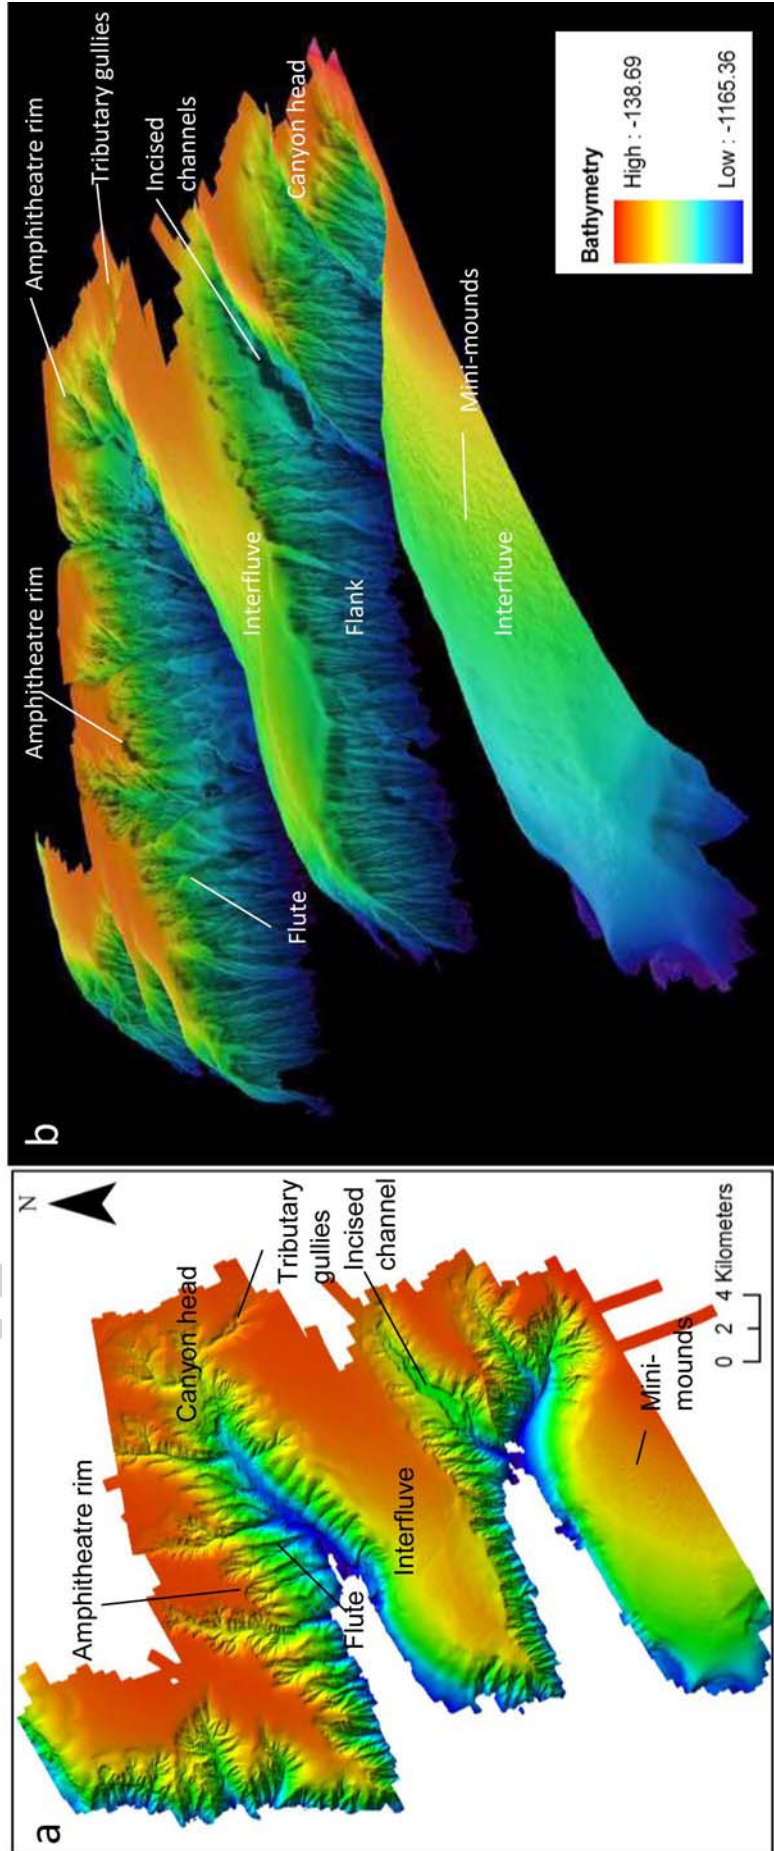 a
N
Amphitheatre rim
Canyon head
Tributary
gullies
Incised
channel
Flute
Interfluve
Mini-
mounds
0 2 4 Kilometers
b
Amphitheatre rim
Amphitheatre rim
Tributary gullies
Incised
channels
Canyon head
Flute
Interfluve
Flank
Mini-mounds
Interfluve
Bathymetry
High : -138.69
Low : -1165.36